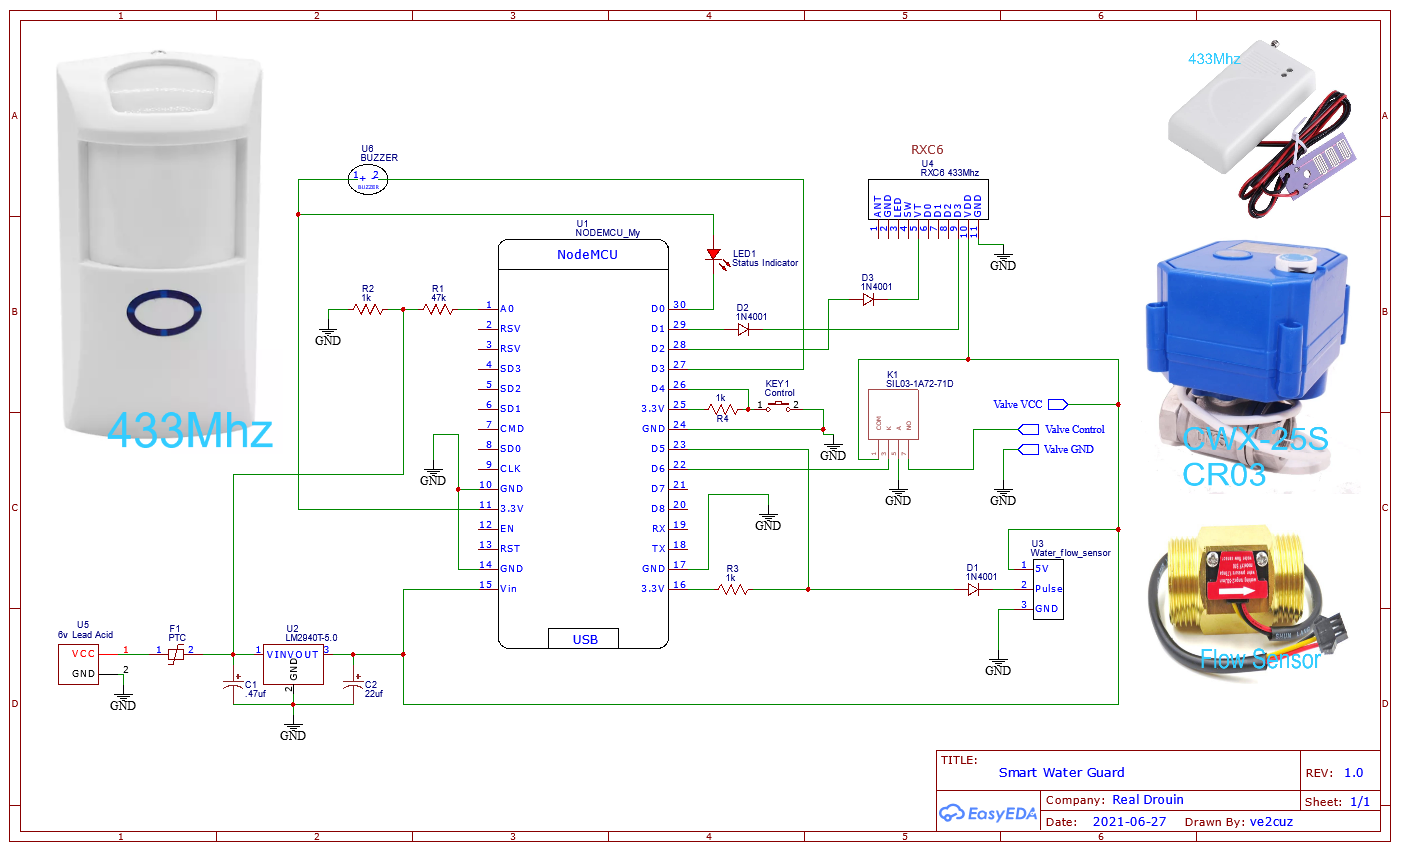 1 2 3 4 5 6
A
B
C
D
433Mhz
433Mhz
CWX-25S
CR03
Flow Sensor
U6
BUZZER
1 + 2
BUZZER
RXC6
U4
RXC6 433Mhz
ANT GND LED SW VT D0 D1 D2 D3 VDD GND
1 2 3 4 5 6 7 8 9 10 11
GND
U1
NODEMCU_My
NodeMCU
LED1
Status Indicator
D3
1N4001
D2
1N4001
R2
1k
R1
47k
GND
1 A0
2 RSV
3 RSV
4 SD3
5 SD2
6 SD1
7 CMD
8 SD0
9 CLK
10 GND
11 3.3V
12 EN
13 RST
14 GND
15 Vin
D0 30
D1 29
D2 28
D3 27
D4 26
3.3V 25
GND 24
D5 23
D6 22
D7 21
D8 20
RX 19
TX 18
GND 17
3.3V 16
USB
GND
1k
R4
KEY1
Control
1 2
GND
K1
SIL03-1A72-71D
COM K A NO
1 3 5 7
GND
Valve VCC
Valve Control
Valve GND
GND
GND
U3
Water_flow_sensor
1 5V
2 Pulse
3 GND
D1
1N4001
R3
1k
GND
U5
6v Lead Acid
VCC 1
GND 2
GND
F1
PTC
1 2
U2
LM2940T-5.0
1 VIN VOUT 3
GND
2
C1
.47uf
C2
22uf
GND
TITLE:
Smart Water Guard
REV: 1.0
EasyEDA
Company: Real Drouin
Sheet: 1/1
Date: 2021-06-27 Drawn By: ve2cuz
A
B
C
D
1 2 3 4 5 6